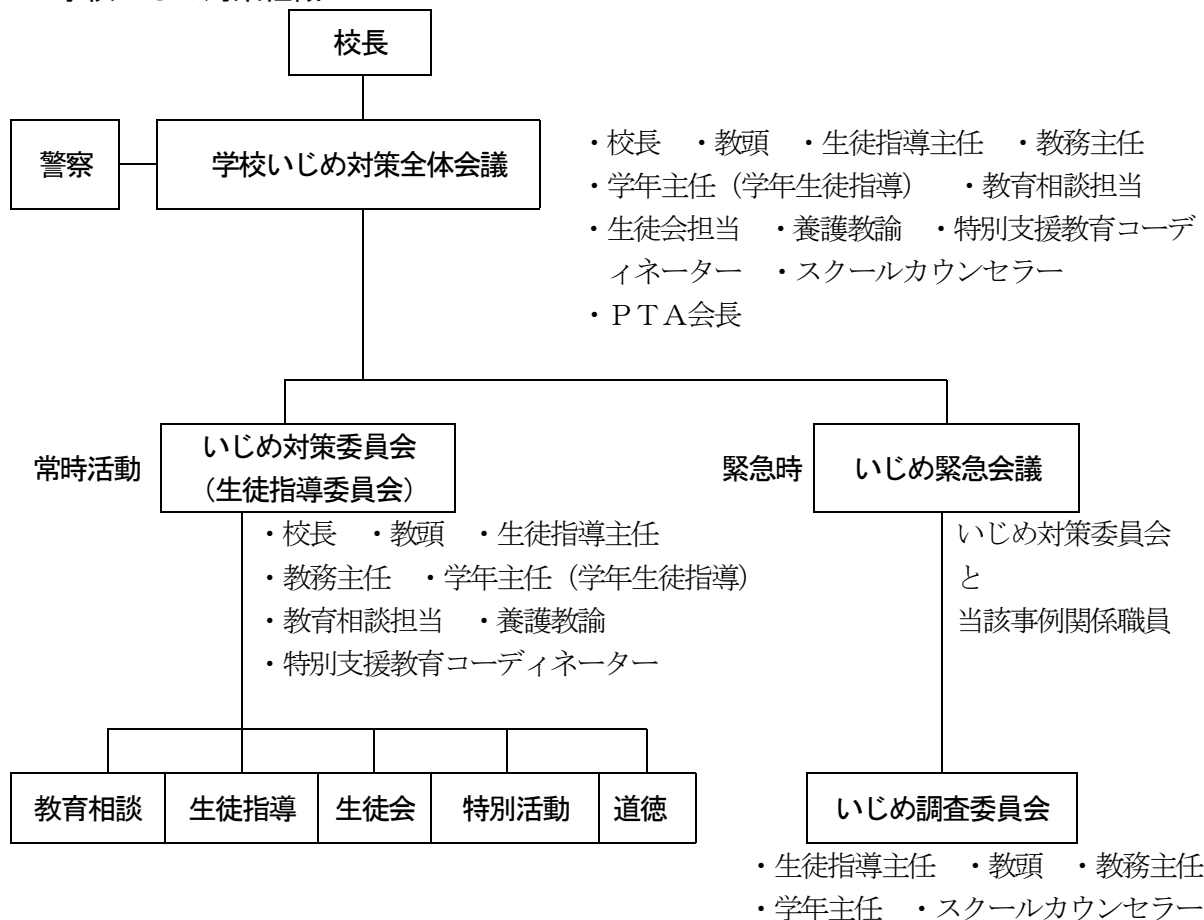 校長
警察
学校いじめ対策全体会議
・校長　・教頭　・生徒指導主任　・教務主任
・学年主任（学年生徒指導）　・教育相談担当
・生徒会担当　・養護教諭　・特別支援教育コーデ
ィネーター　・スクールカウンセラー
・ＰＴＡ会長
常時活動
いじめ対策委員会
（生徒指導委員会）
・校長　・教頭　・生徒指導主任
・教務主任　・学年主任（学年生徒指導）
・教育相談担当　・養護教諭
・特別支援教育コーディネーター
緊急時
いじめ緊急会議
いじめ対策委員会
と
当該事例関係職員
教育相談
生徒指導
生徒会
特別活動
道徳
いじめ調査委員会
・生徒指導主任　・教頭　・教務主任
・学年主任　・スクールカウンセラー